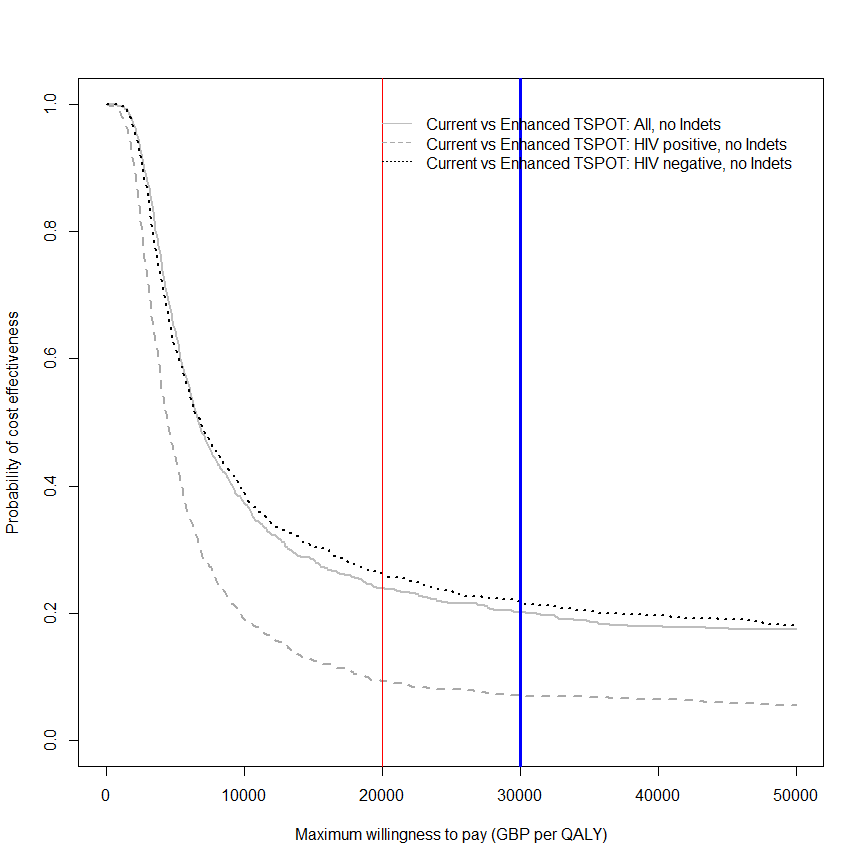 Current vs Enhanced TSPOT: All, no Indets
Current vs Enhanced TSPOT: HIV positive, no Indets
Current vs Enhanced TSPOT: HIV negative, no Indets
Probability of cost effectiveness
1.0
0.8
0.6
0.4
0.2
0.0
0 10000 20000 30000 40000 50000
Maximum willingness to pay (GBP per QALY)